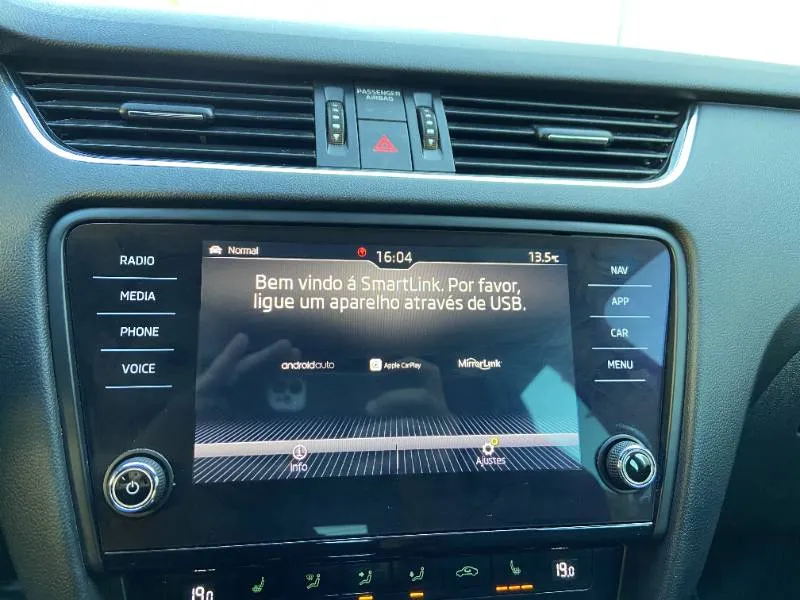 PASSENGER
AIRBAG
RADIO
MEDIA
PHONE
VOICE
Normal
16:04
13.5°C
Bem vindo á SmartLink. Por favor,
ligue um aparelho através de USB.
androidauto
Apple CarPlay
MirrorLink
Info
Ajustes
NAV
APP
CAR
MENU
19.0
19.0